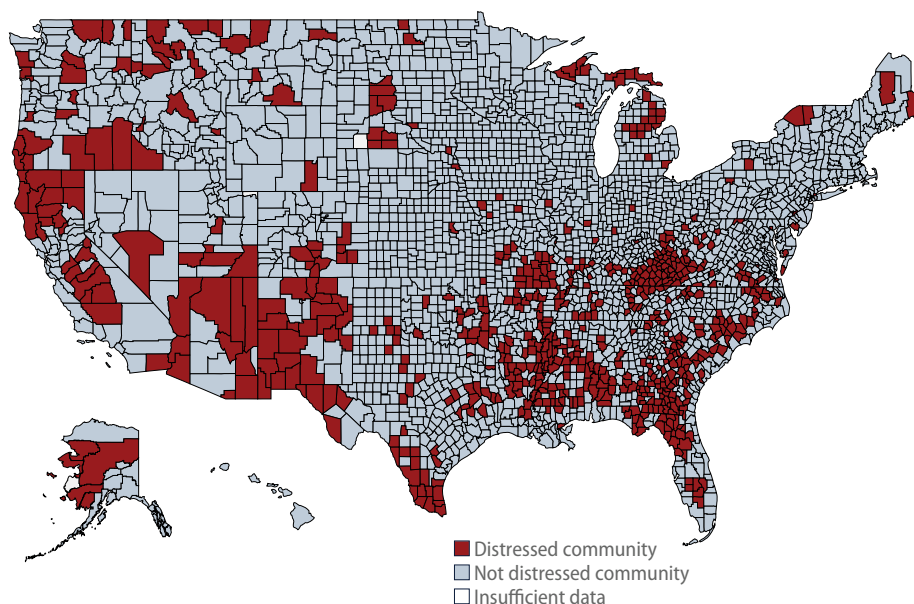 Distressed community
Not distressed community
Insufficient data